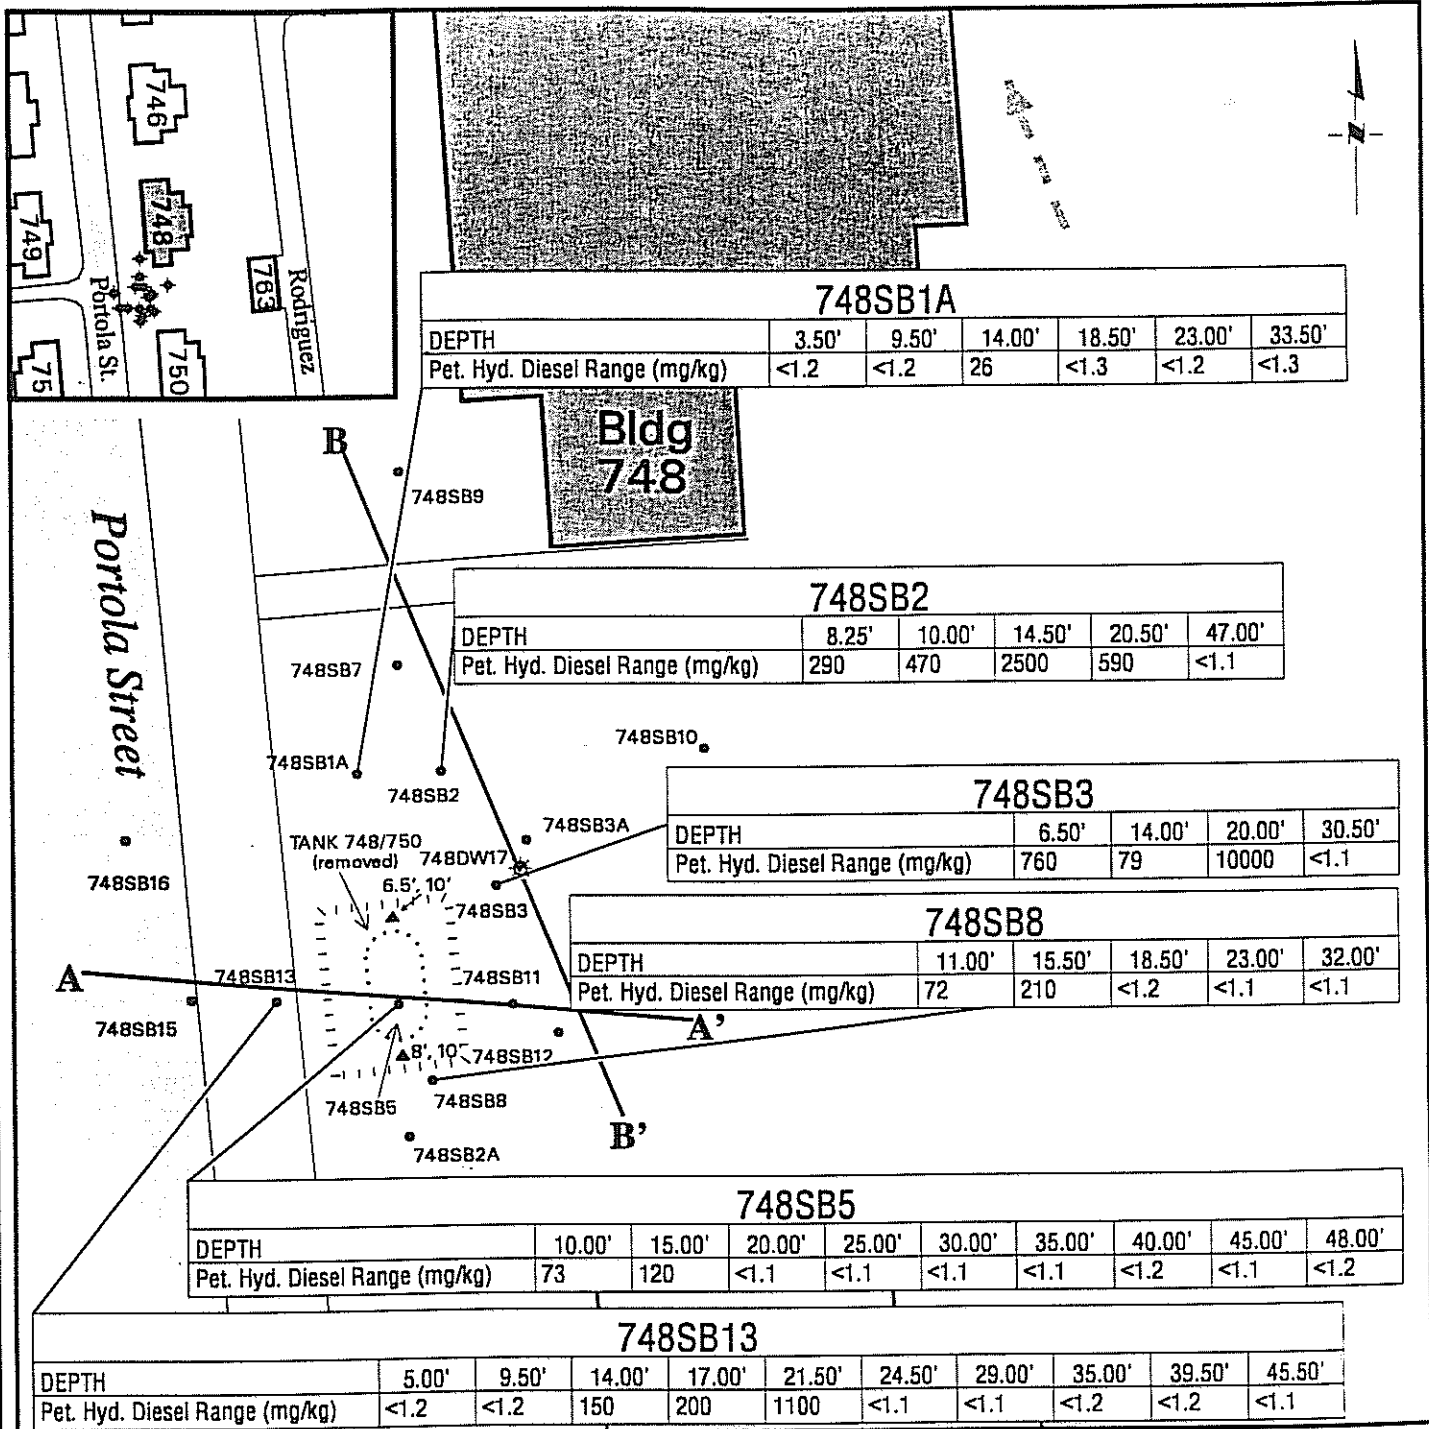 746
748
749
763
Rodriguez
Portola St.
75
750
748SB1A
DEPTH 3.50' 9.50' 14.00' 18.50' 23.00' 33.50'
Pet. Hyd. Diesel Range (mg/kg) <1.2 <1.2 26 <1.3 <1.2 <1.3
Bldg
748
B
748SB9
Portola Street
748SB2
DEPTH 8.25' 10.00' 14.50' 20.50' 47.00'
Pet. Hyd. Diesel Range (mg/kg) 290 470 2500 590 <1.1
748SB7
748SB10
748SB1A
748SB2
748SB3
DEPTH 6.50' 14.00' 20.00' 30.50'
Pet. Hyd. Diesel Range (mg/kg) 760 79 10000 <1.1
748SB3A
TANK 748/750
(removed)
748DW17
748SB16
6.5', 10'
748SB3
748SB8
DEPTH 11.00' 15.50' 18.50' 23.00' 32.00'
Pet. Hyd. Diesel Range (mg/kg) 72 210 <1.2 <1.1 <1.1
A
748SB13
748SB11
748SB15
A'
8', 10'
748SB12
748SB5
748SB8
B'
748SB2A
748SB5
DEPTH 10.00' 15.00' 20.00' 25.00' 30.00' 35.00' 40.00' 45.00' 48.00'
Pet. Hyd. Diesel Range (mg/kg) 73 120 <1.1 <1.1 <1.1 <1.1 <1.2 <1.1 <1.2
748SB13
DEPTH 5.00' 9.50' 14.00' 17.00' 21.50' 24.50' 29.00' 35.00' 39.50' 45.50'
Pet. Hyd. Diesel Range (mg/kg) <1.2 <1.2 150 200 1100 <1.1 <1.1 <1.2 <1.2 <1.1